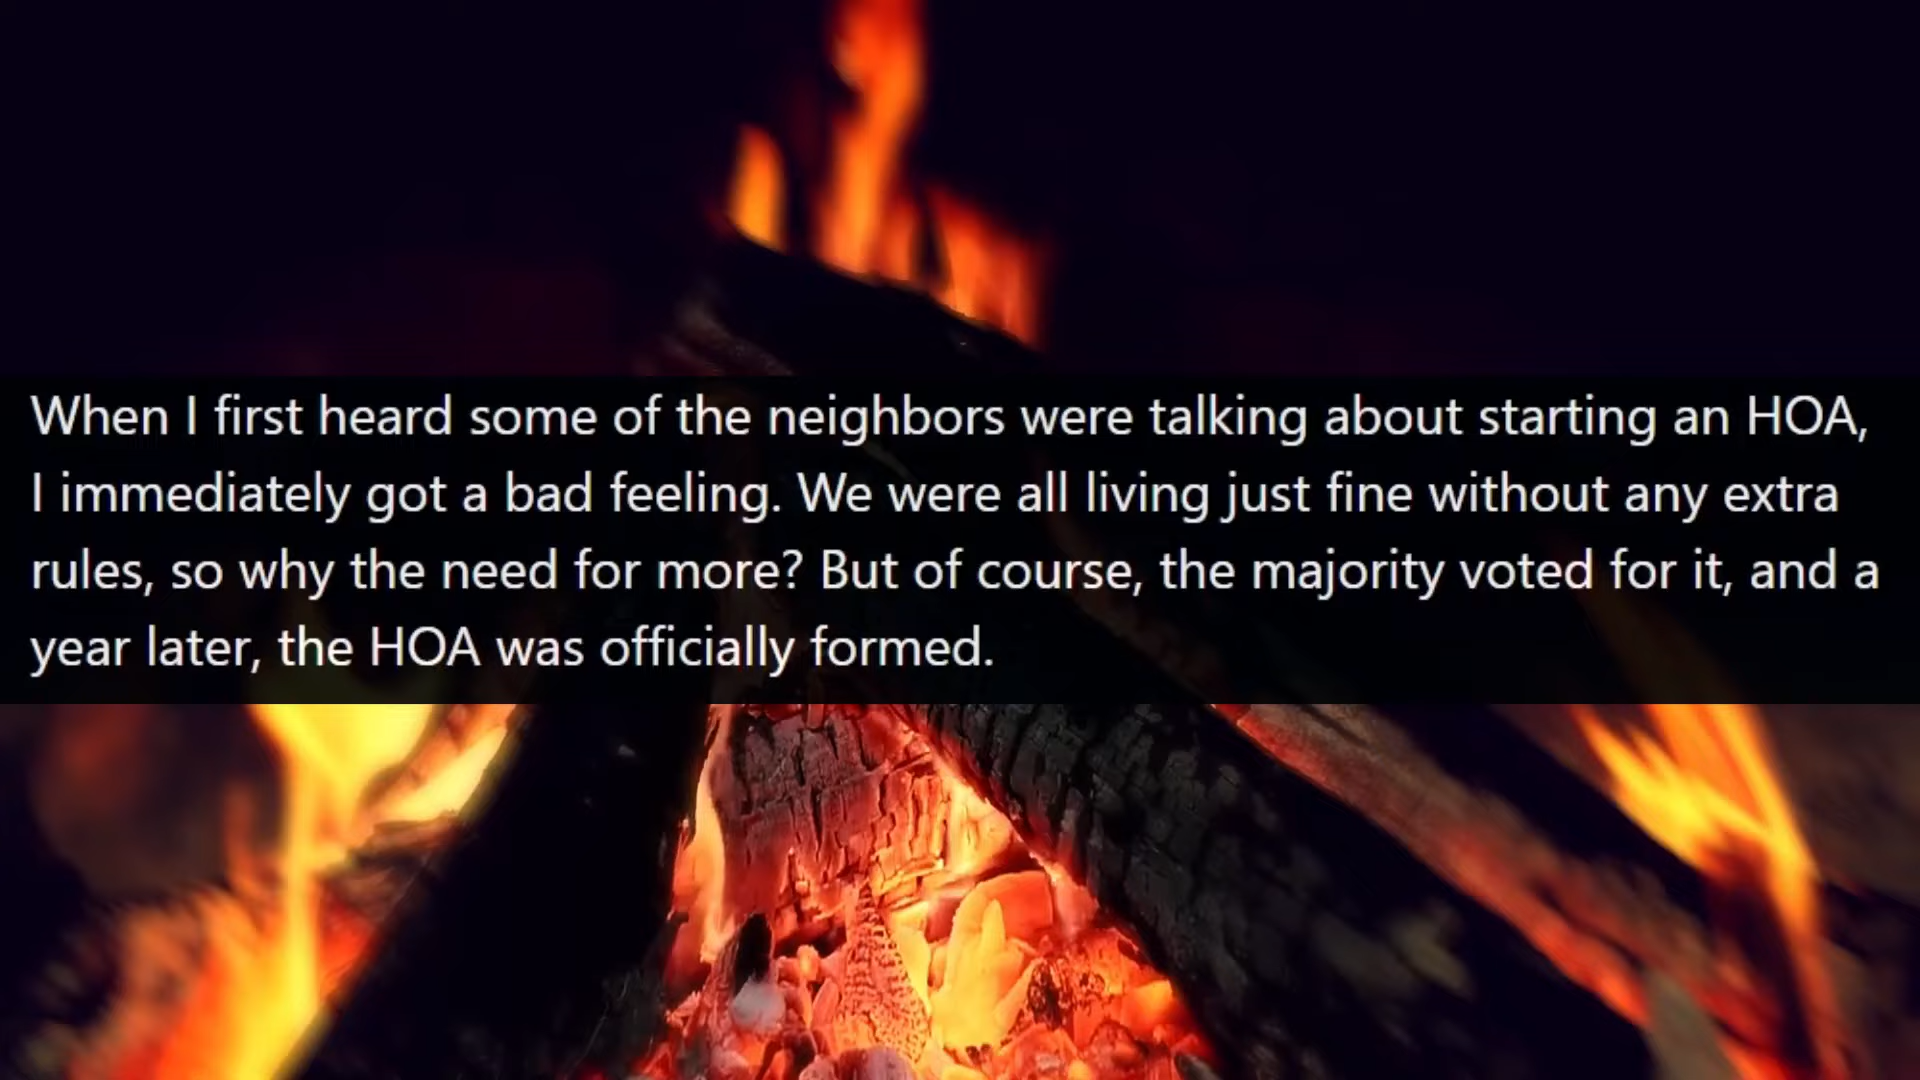 When I first heard some of the neighbors were talking about starting an HOA,
I immediately got a bad feeling. We were all living just fine without any extra
rules, so why the need for more? But of course, the majority voted for it, and a
year later, the HOA was officially formed.